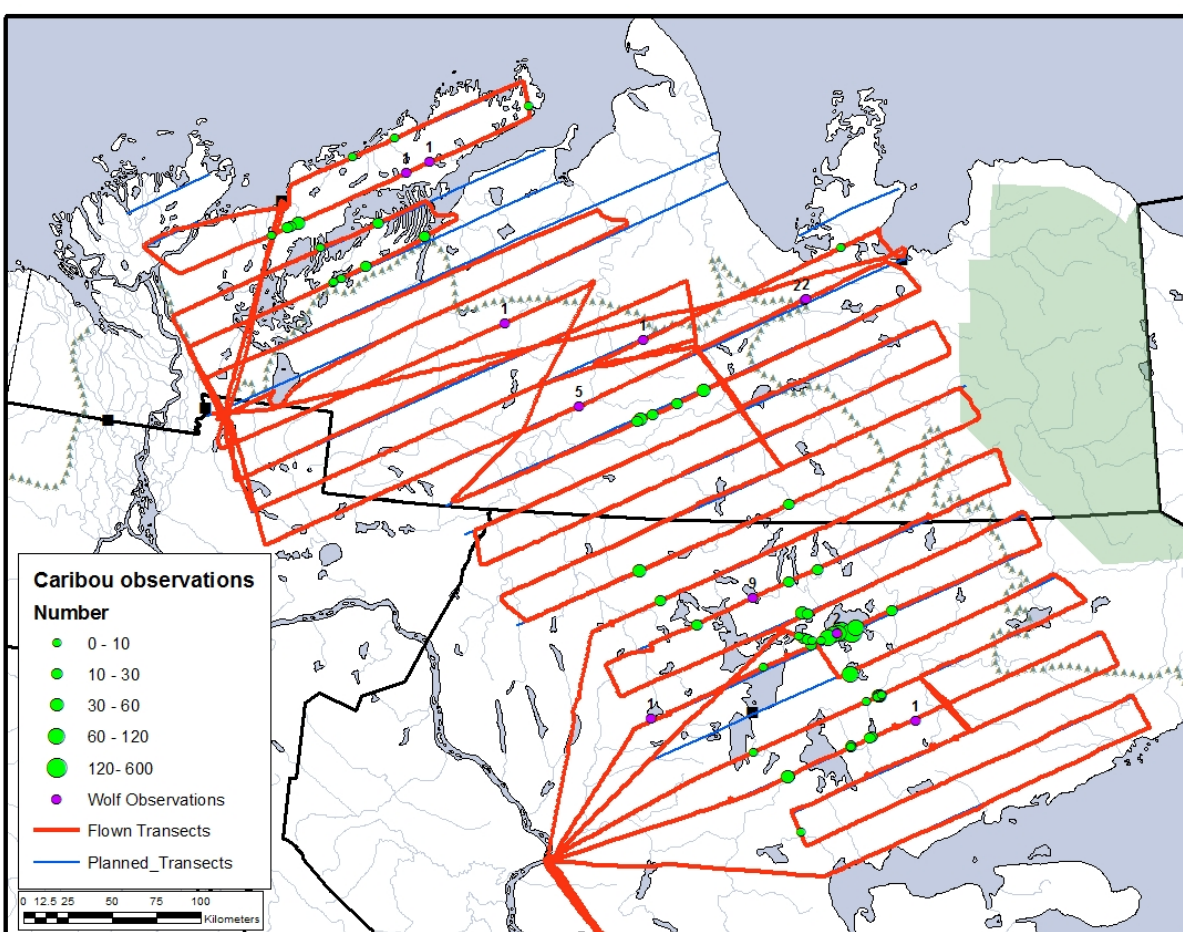 1
1
22
1
1
5
9
1
1
Caribou observations
Number
0 - 10
10 - 30
30 - 60
60 - 120
120- 600
Wolf Observations
Flown Transects
Planned_Transects
0 12.5 25 50 75 100
Kilometers